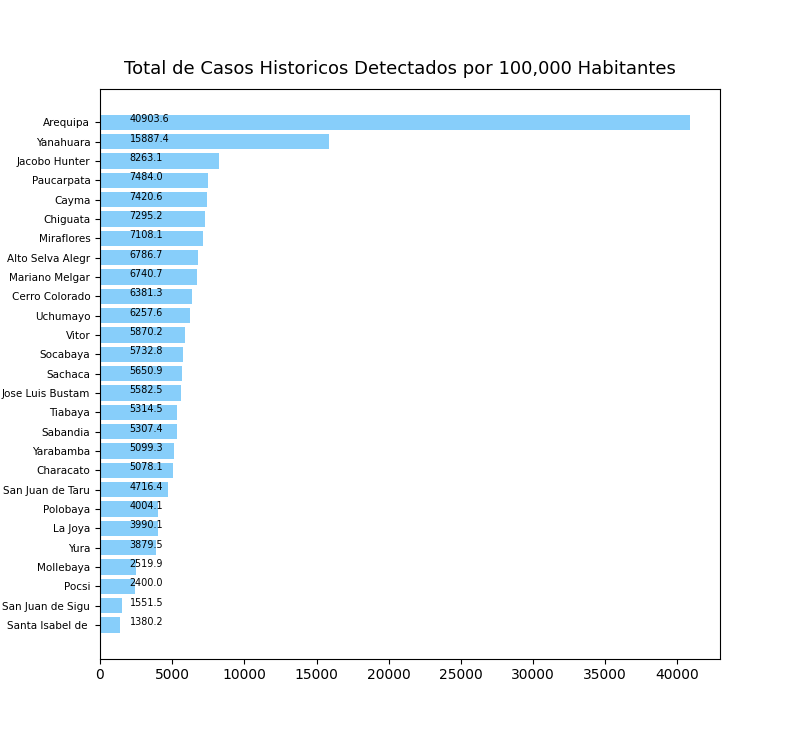 Total de Casos Historicos Detectados por 100,000 Habitantes
Arequipa 40903.6
Yanahuara 15887.4
Jacobo Hunter 8263.1
Paucarpata 7484.0
Cayma 7420.6
Chiguata 7295.2
Miraflores 7108.1
Alto Selva Alegr 6786.7
Mariano Melgar 6740.7
Cerro Colorado 6381.3
Uchumayo 6257.6
Vitor 5870.2
Socabaya 5732.8
Sachaca 5650.9
Jose Luis Bustam 5582.5
Tiabaya 5314.5
Sabandia 5307.4
Yarabamba 5099.3
Characato 5078.1
San Juan de Taru 4716.4
Polobaya 4004.1
La Joya 3990.1
Yura 3879.5
Mollebaya 2519.9
Pocsi 2400.0
San Juan de Sigu 1551.5
Santa Isabel de 1380.2
0 5000 10000 15000 20000 25000 30000 35000 40000